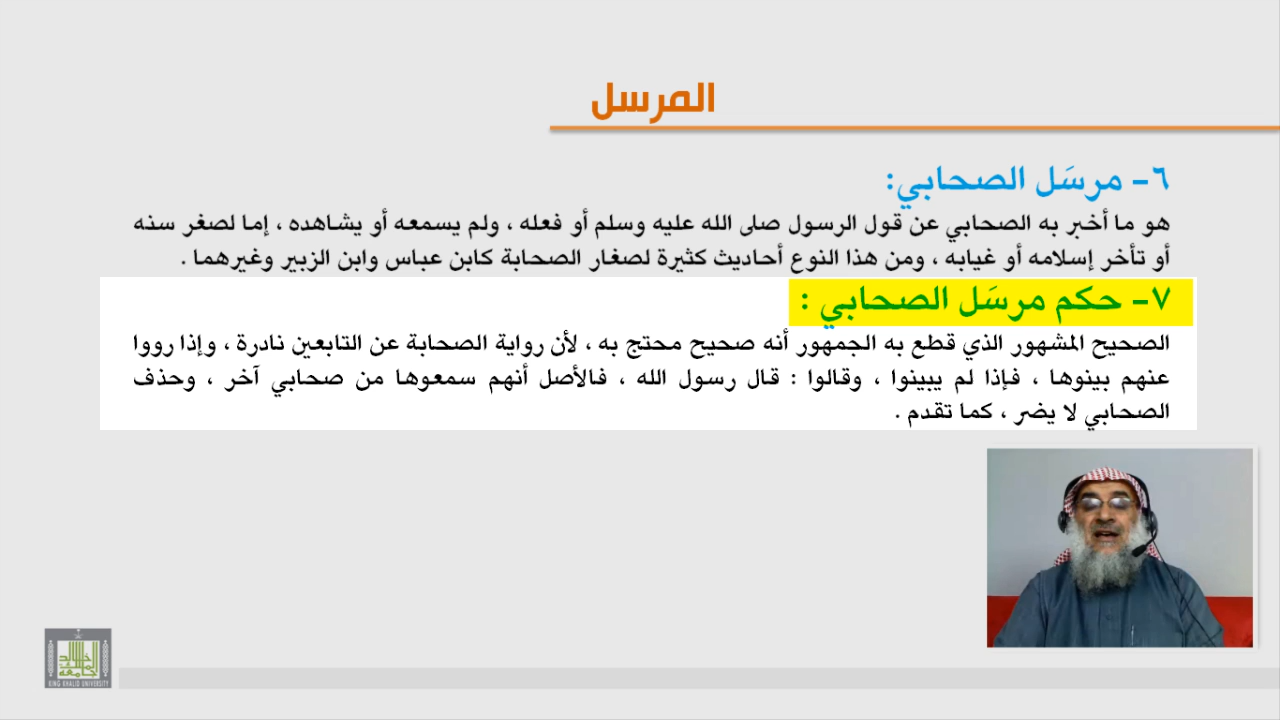 المرسل
٦- مرسَل الصحابي:
هو ما أخبر به الصحابي عن قول الرسول صلى الله عليه وسلم أو فعله ، ولم يسمعه أو يشاهده ، إما لصغر سنه
أو تأخر إسلامه أو غيابه ، ومن هذا النوع أحاديث كثيرة لصغار الصحابة كابن عباس وابن الزبير وغيرهما .
٧- حكم مرسَل الصحابي :
الصحيح المشهور الذي قطع به الجمهور أنه صحيح محتج به ، لأن رواية الصحابة عن التابعين نادرة ، وإذا رووا
عنهم بينوها ، فإذا لم يبينوا ، وقالوا : قال رسول الله ، فالأصل أنهم سمعوها من صحابي آخر ، وحذف
الصحابي لا يضر ، كما تقدم .
KING KHALID UNIVERSITY